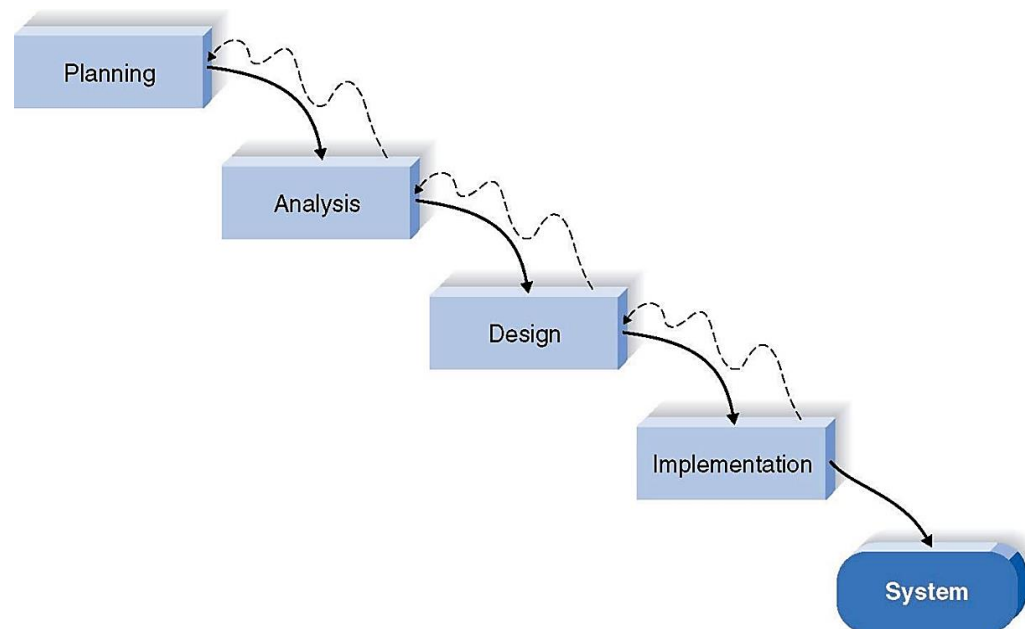 Planning
Analysis
Design
Implementation
System